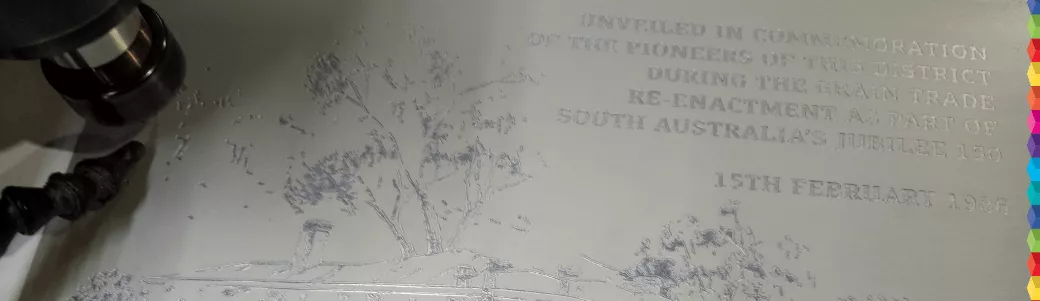 UNVEILED IN COMMEMORATION
OF THE PIONEERS OF THIS DISTRICT
DURING THE GRAIN TRADE
RE-ENACTMENT AS PART OF
SOUTH AUSTRALIA'S JUBILEE 150
15TH FEBRUARY 1986